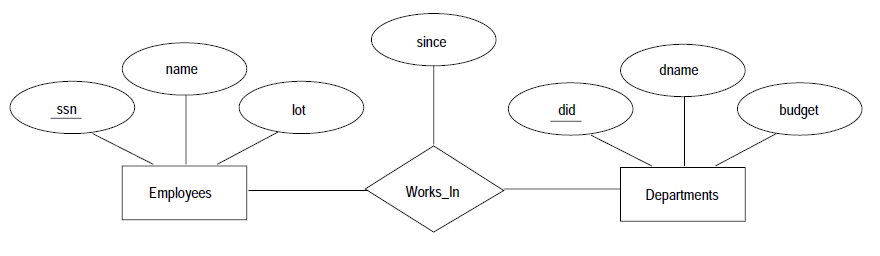 since
name
dname
ssn
lot
did
budget
Employees
Works_In
Departments